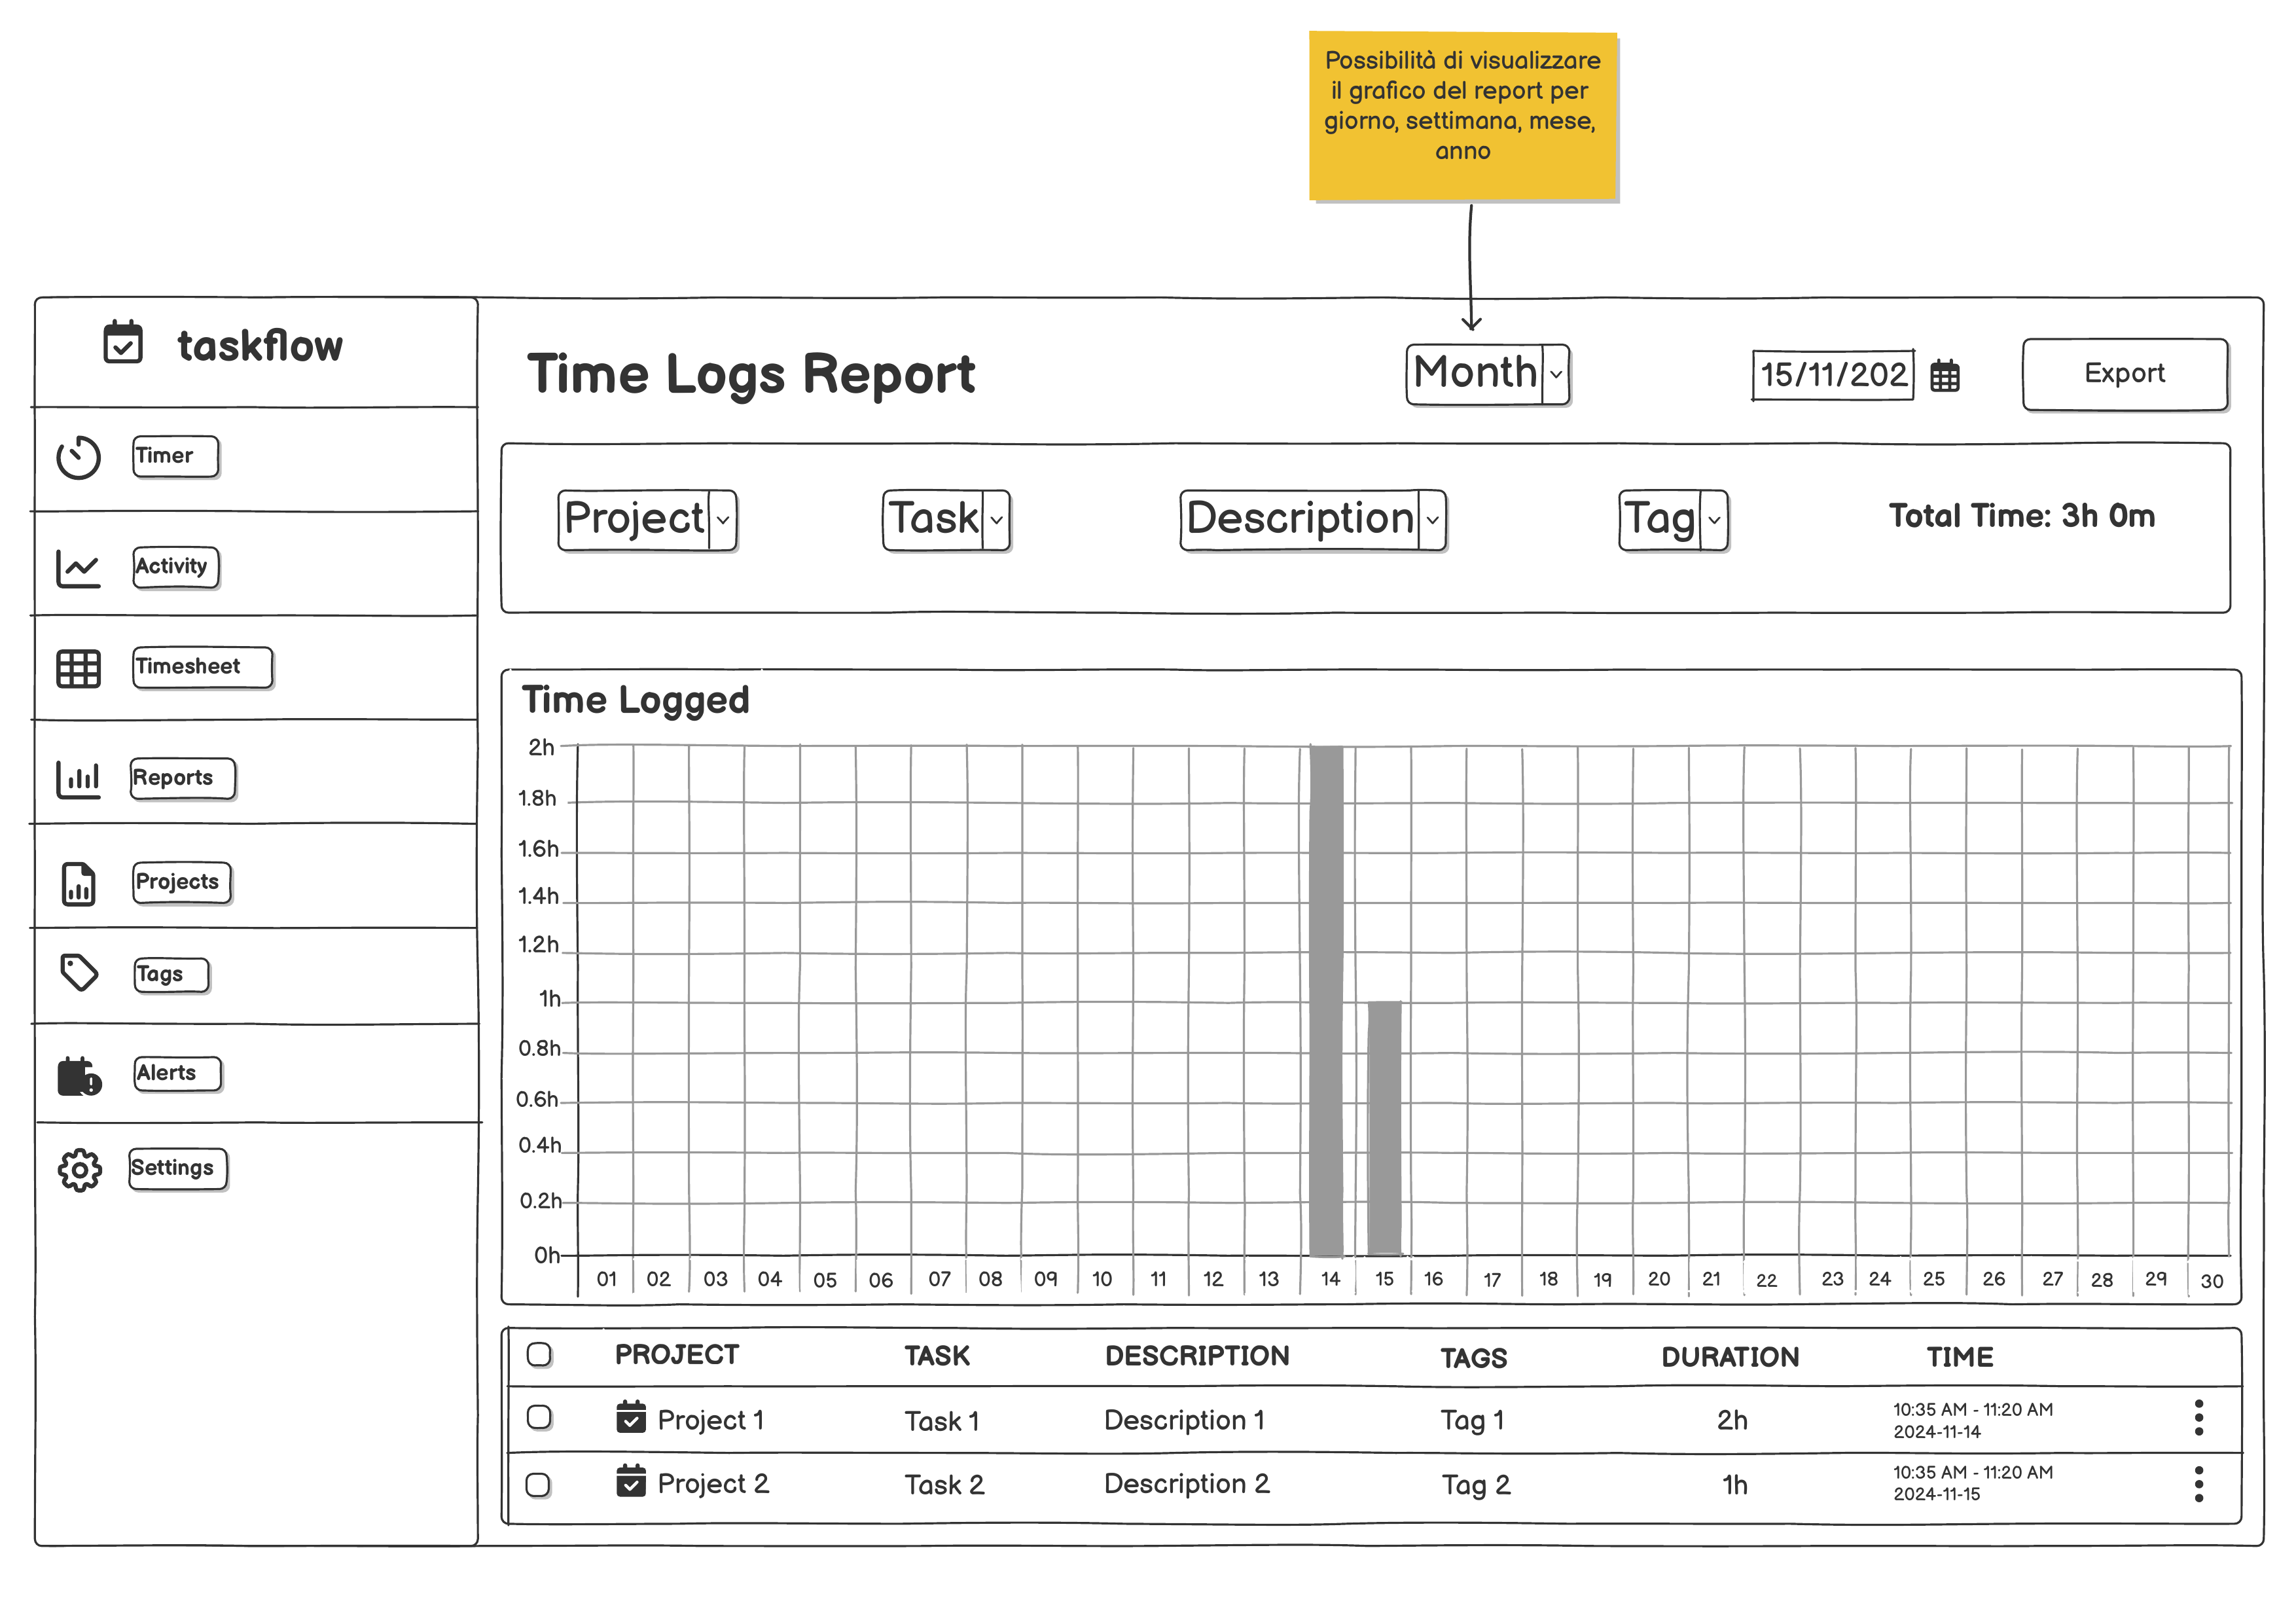 Possibilità di visualizzare
il grafico del report per
giorno, settimana, mese,
anno
taskflow
Timer
Activity
Timesheet
Reports
Projects
Tags
Alerts
Settings
Time Logs Report
Month
15/11/202
Export
Project
Task
Description
Tag
Total Time: 3h 0m
Time Logged
2h
1.8h
1.6h
1.4h
1.2h
1h
0.8h
0.6h
0.4h
0.2h
0h
01 02 03 04 05 06 07 08 09 10 11 12 13 14 15 16 17 18 19 20 21 22 23 24 25 26 27 28 29 30
PROJECT TASK DESCRIPTION TAGS DURATION TIME
Project 1 Task 1 Description 1 Tag 1 2h 10:35 AM - 11:20 AM
2024-11-14
Project 2 Task 2 Description 2 Tag 2 1h 10:35 AM - 11:20 AM
2024-11-15